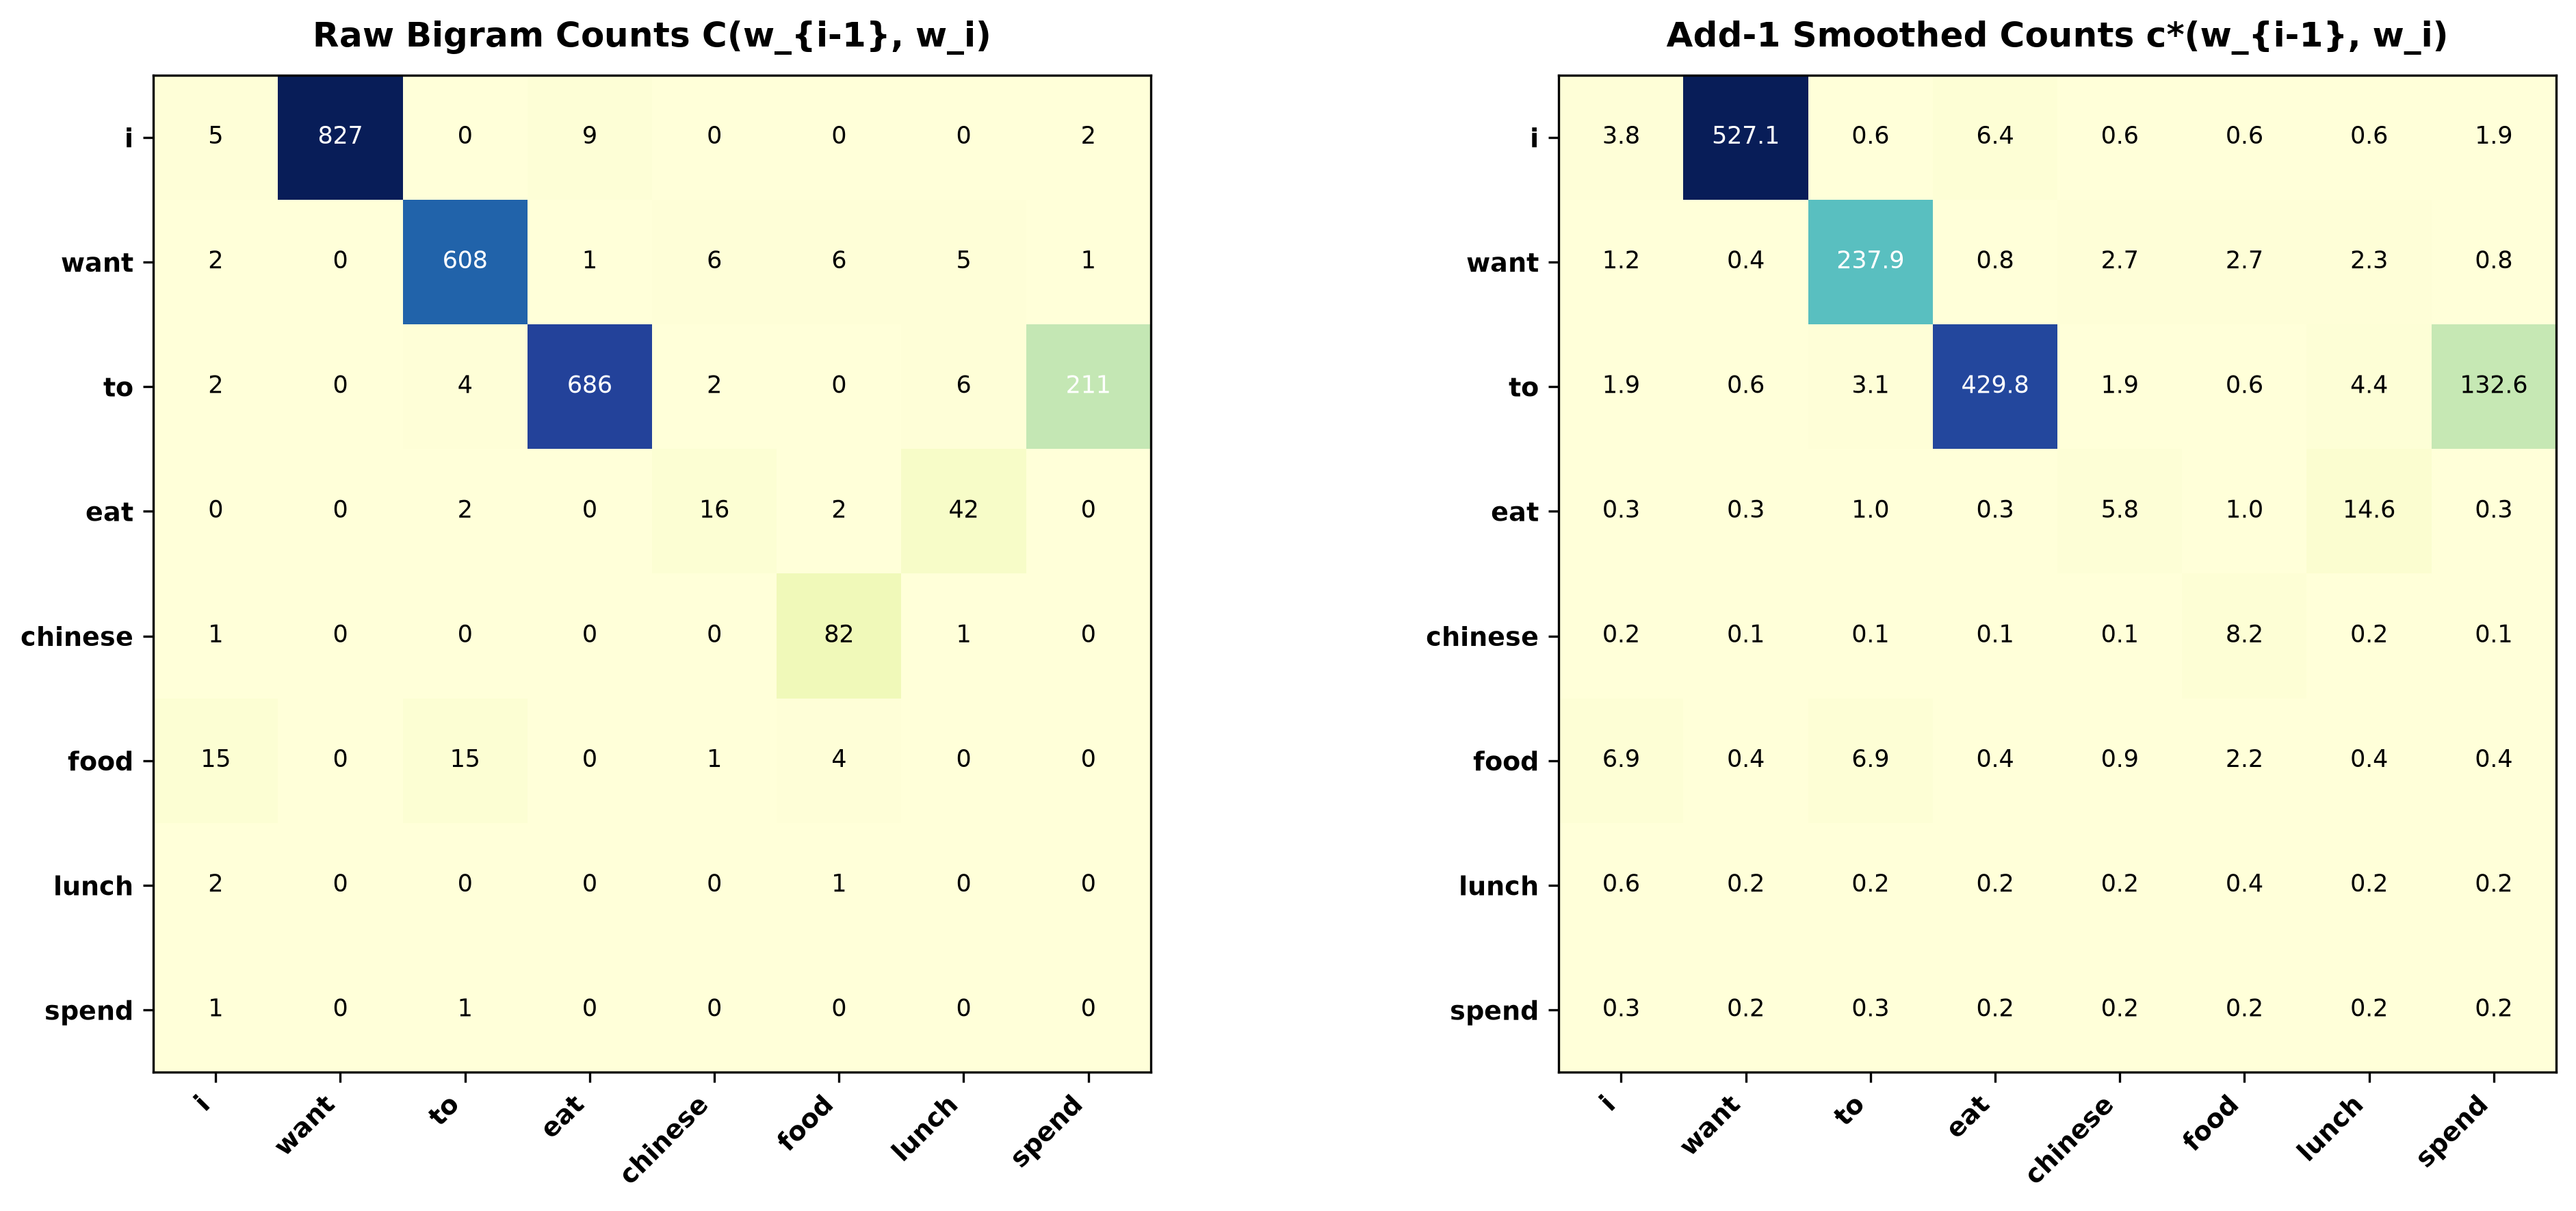 Raw Bigram Counts C(w_{i-1}, w_i)
i 5 827 0 9 0 0 0 2
want 2 0 608 1 6 6 5 1
to 2 0 4 686 2 0 6 211
eat 0 0 2 0 16 2 42 0
chinese 1 0 0 0 0 82 1 0
food 15 0 15 0 1 4 0 0
lunch 2 0 0 0 0 1 0 0
spend 1 0 1 0 0 0 0 0
i want to eat chinese food lunch spend
Add-1 Smoothed Counts c*(w_{i-1}, w_i)
i 3.8 527.1 0.6 6.4 0.6 0.6 0.6 1.9
want 1.2 0.4 237.9 0.8 2.7 2.7 2.3 0.8
to 1.9 0.6 3.1 429.8 1.9 0.6 4.4 132.6
eat 0.3 0.3 1.0 0.3 5.8 1.0 14.6 0.3
chinese 0.2 0.1 0.1 0.1 0.1 8.2 0.2 0.1
food 6.9 0.4 6.9 0.4 0.9 2.2 0.4 0.4
lunch 0.6 0.2 0.2 0.2 0.2 0.4 0.2 0.2
spend 0.3 0.2 0.3 0.2 0.2 0.2 0.2 0.2
i want to eat chinese food lunch spend